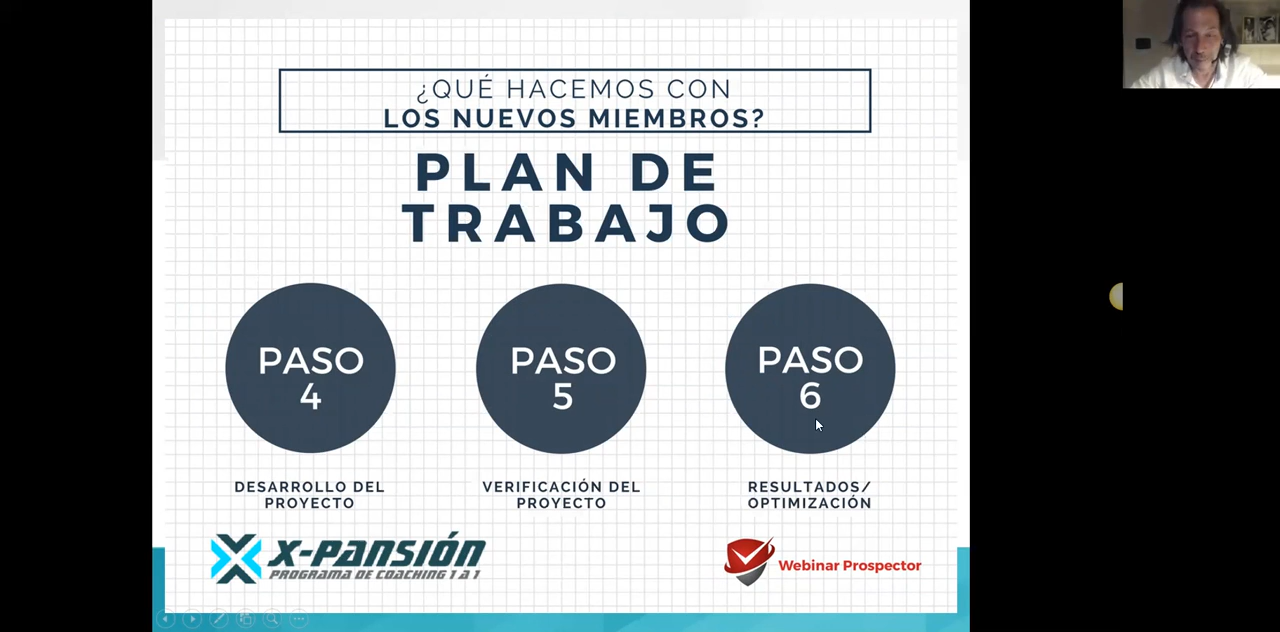 ¿QUÉ HACEMOS CON
LOS NUEVOS MIEMBROS?
PLAN DE
TRABAJO
PASO
4
PASO
5
PASO
6
DESARROLLO DEL
PROYECTO
VERIFICACIÓN DEL
PROYECTO
RESULTADOS/
OPTIMIZACIÓN
X-PANSIÓN
PROGRAMA DE COACHING 1 A 1
Webinar Prospector